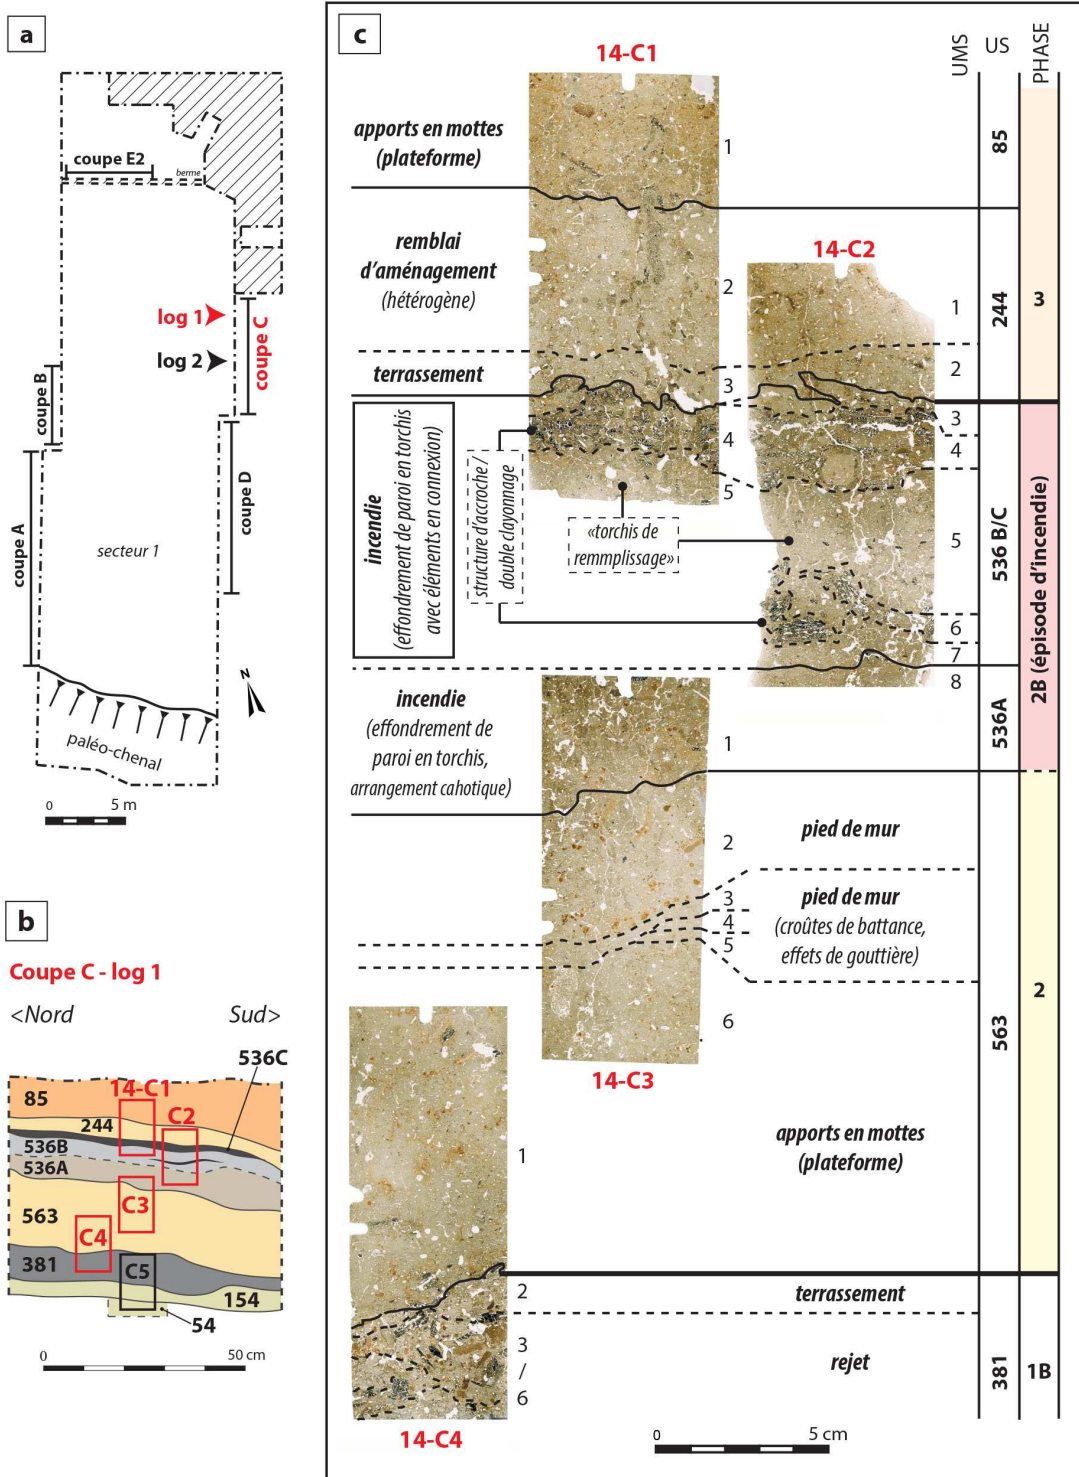 a
coupe E2
berme
log 1
log 2
coupe C
coupe B
coupe D
coupe A
secteur 1
N
paléo-chenal
0 5 m
b
Coupe C - log 1
<Nord Sud>
536C
14-C1
85
244
C2
536B
536A
C3
563
C4
381
C5
154
54
0 50 cm
c
UMS
US
PHASE
14-C1
apports en mottes
(plateforme)
1
85
remblai
d'aménagement
(hétérogène)
2
14-C2
1
244
3
terrassement
3
2
incendie
(effondrement de paroi en torchis
avec éléments en connexion)
structure d'accroche /
double clayonnage
4
5
«torchis de
remmplissage»
3
4
5
6
7
8
536 B/C
2B (épisode d'incendie)
incendie
(effondrement de
paroi en torchis,
arrangement cahotique)
1
536A
2
pied de mur
3
4
5
pied de mur
(croûtes de battance,
effets de gouttière)
6
14-C3
563
2
1
apports en mottes
(plateforme)
2
terrassement
3
/
6
rejet
381
1B
14-C4
0 5 cm